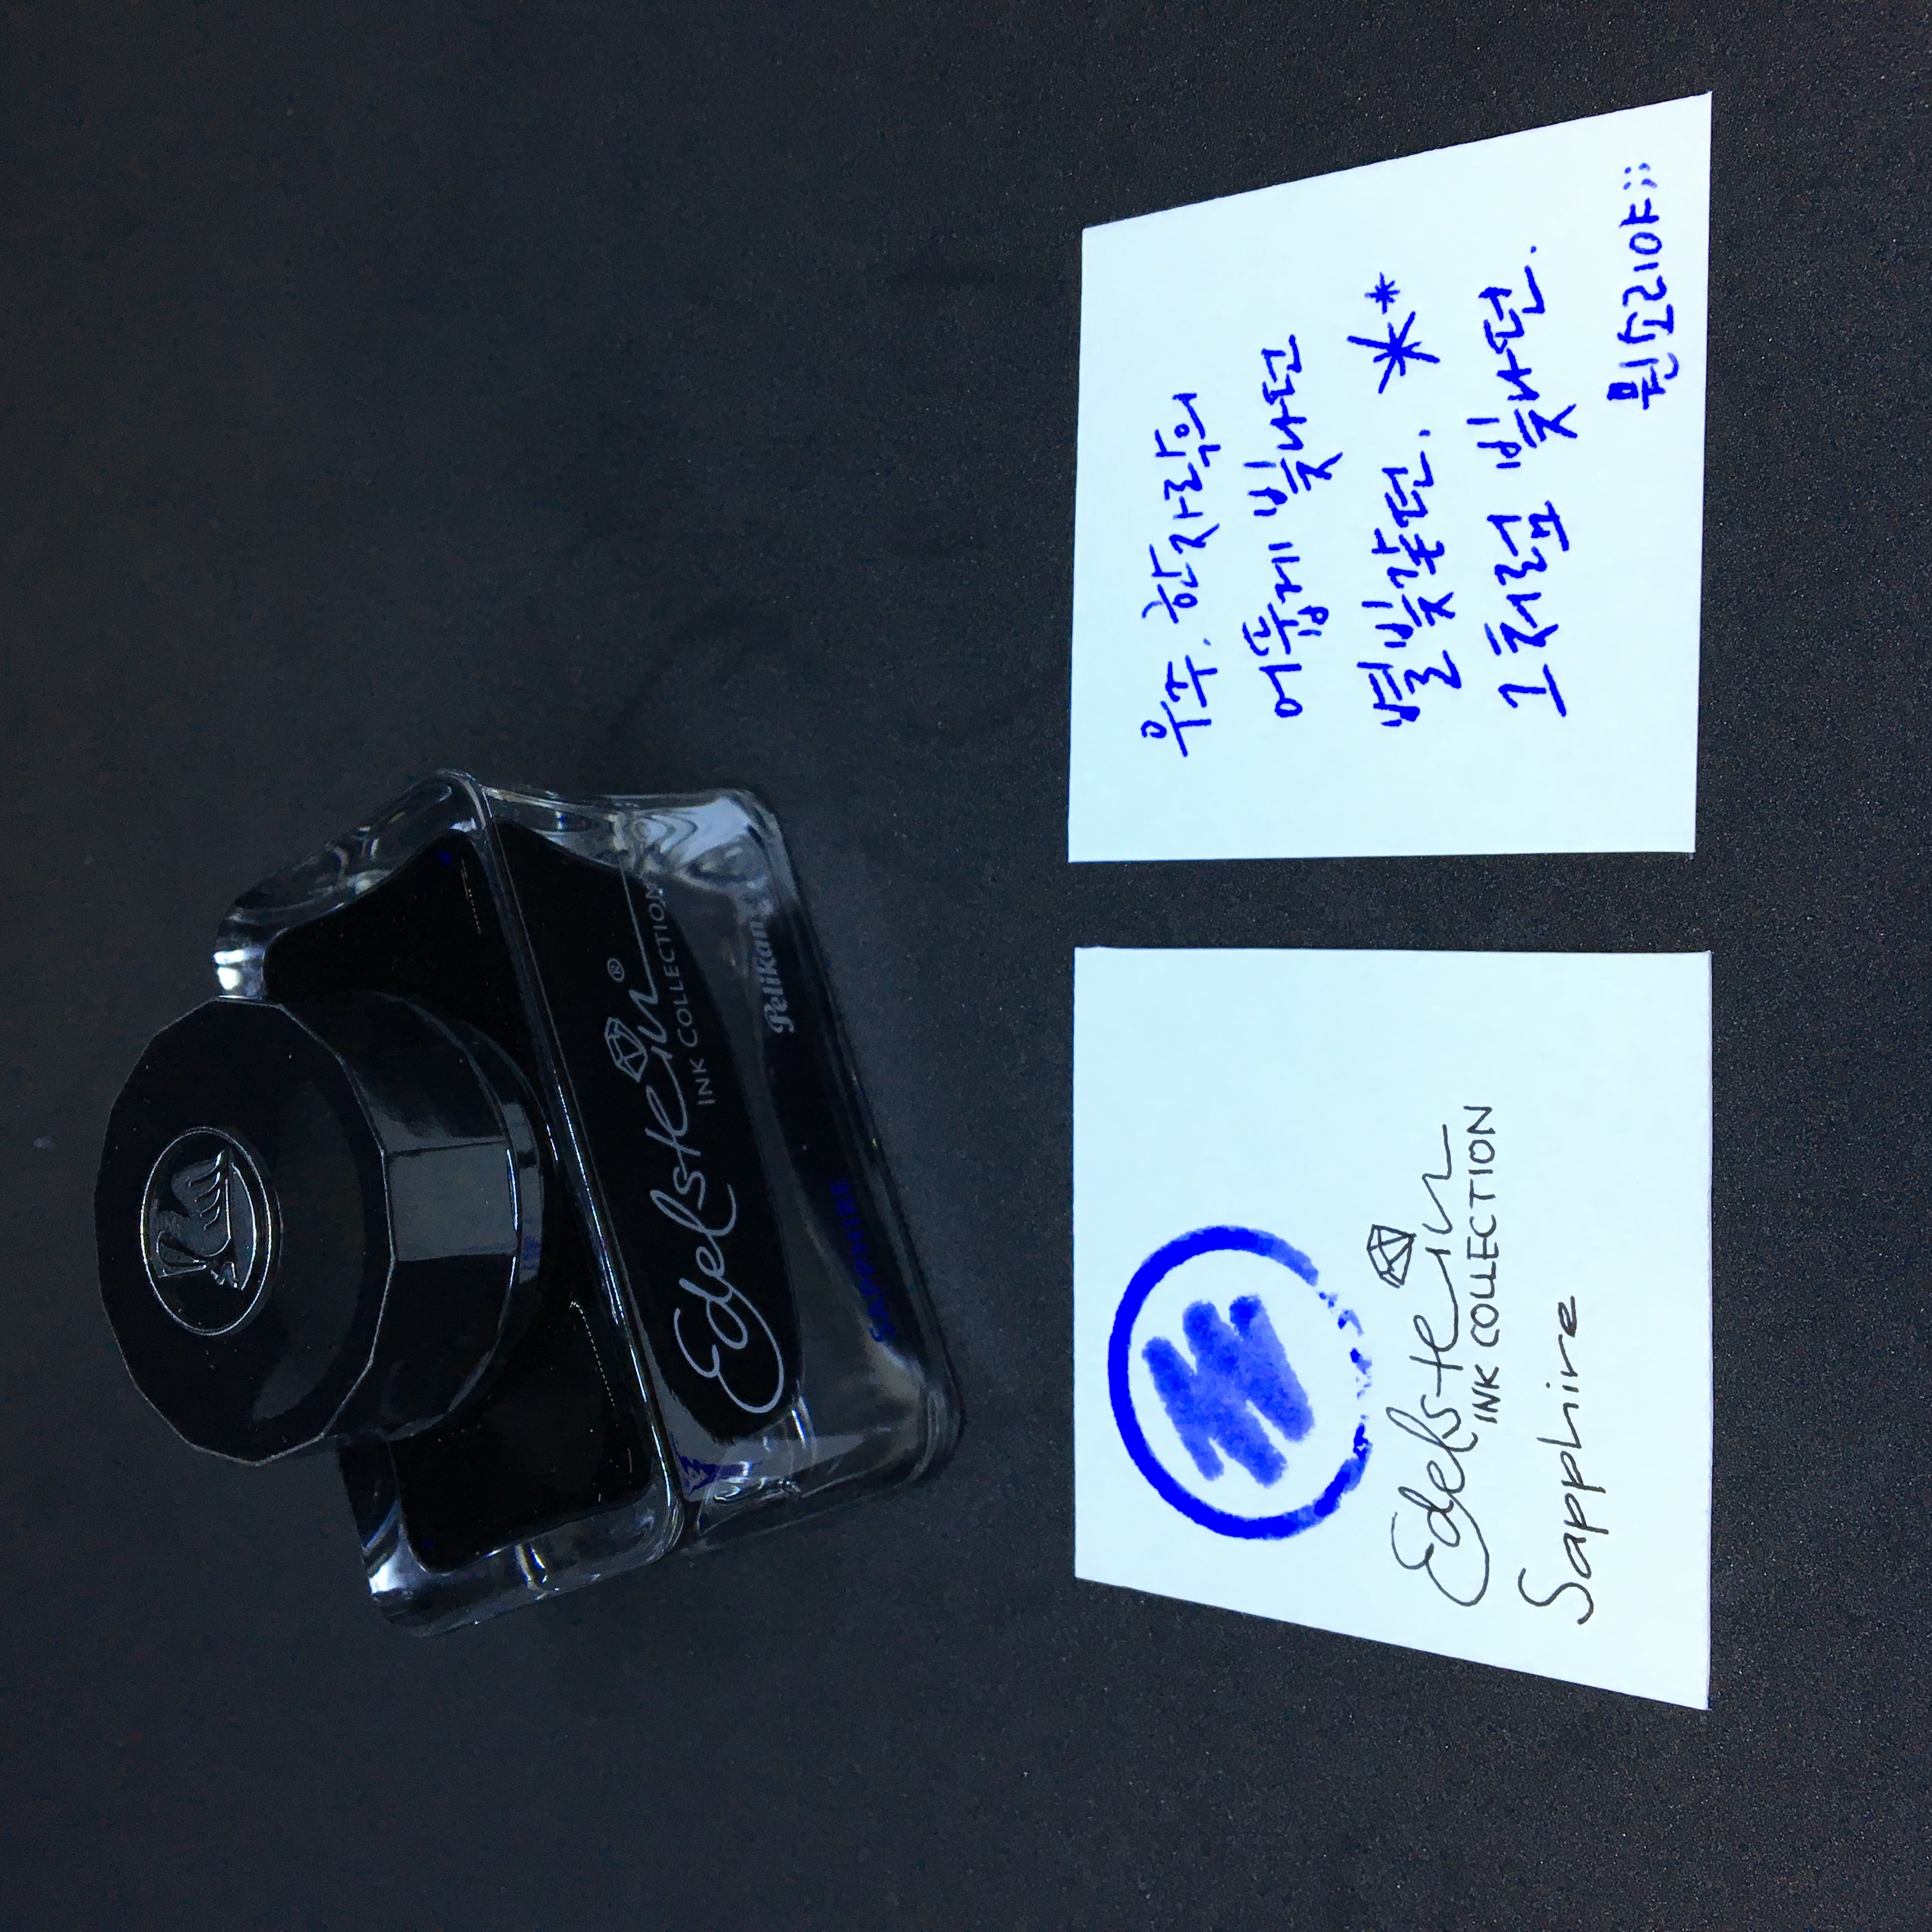 Edelstein®
INK COLLECTION
Pelikan
SAPPHIRE
Edelstein
INK COLLECTION
Sapphire
우주, 한자락의
어둡게 빛나던
별빛같던. **
그처럼 빛나던.
뭔소리야;;